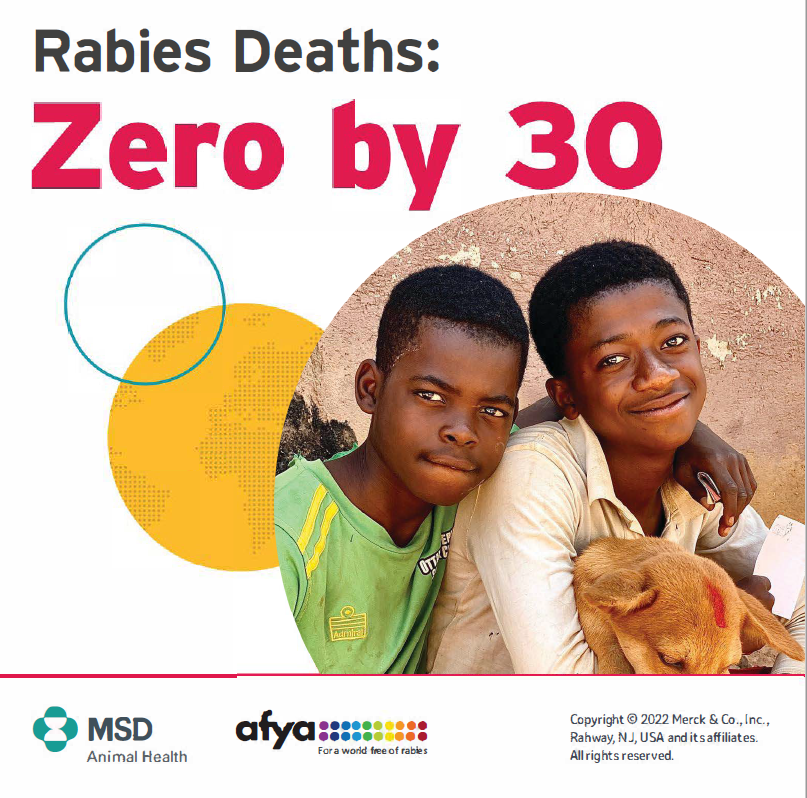 Rabies Deaths:
Zero by 30
Admiral
MSD
Animal Health
afya
For a world free of rabies
Copyright © 2022 Merck & Co., Inc.,
Rahway, NJ, USA and its affiliates.
All rights reserved.